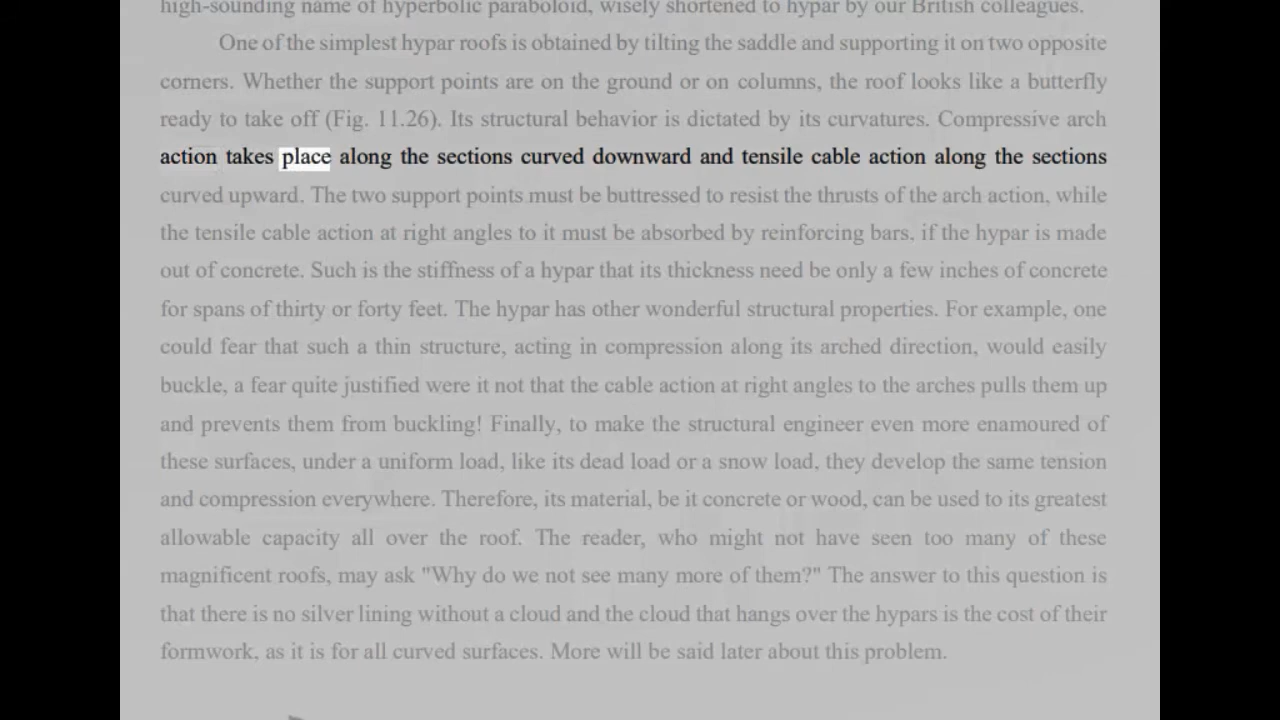 high-sounding name of hyperbolic paraboloid, wisely shortened to hypar by our British colleagues.
One of the simplest hypar roofs is obtained by tilting the saddle and supporting it on two opposite
corners. Whether the support points are on the ground or on columns, the roof looks like a butterfly
ready to take off (Fig. 11.26). Its structural behavior is dictated by its curvatures. Compressive arch
action takes place along the sections curved downward and tensile cable action along the sections
curved upward. The two support points must be buttressed to resist the thrusts of the arch action, while
the tensile cable action at right angles to it must be absorbed by reinforcing bars, if the hypar is made
out of concrete. Such is the stiffness of a hypar that its thickness need be only a few inches of concrete
for spans of thirty or forty feet. The hypar has other wonderful structural properties. For example, one
could fear that such a thin structure, acting in compression along its arched direction, would easily
buckle, a fear quite justified were it not that the cable action at right angles to the arches pulls them up
and prevents them from buckling! Finally, to make the structural engineer even more enamoured of
these surfaces, under a uniform load, like its dead load or a snow load, they develop the same tension
and compression everywhere. Therefore, its material, be it concrete or wood, can be used to its greatest
allowable capacity all over the roof. The reader, who might not have seen too many of these
magnificent roofs, may ask "Why do we not see many more of them?" The answer to this question is
that there is no silver lining without a cloud and the cloud that hangs over the hypars is the cost of their
formwork, as it is for all curved surfaces. More will be said later about this problem.